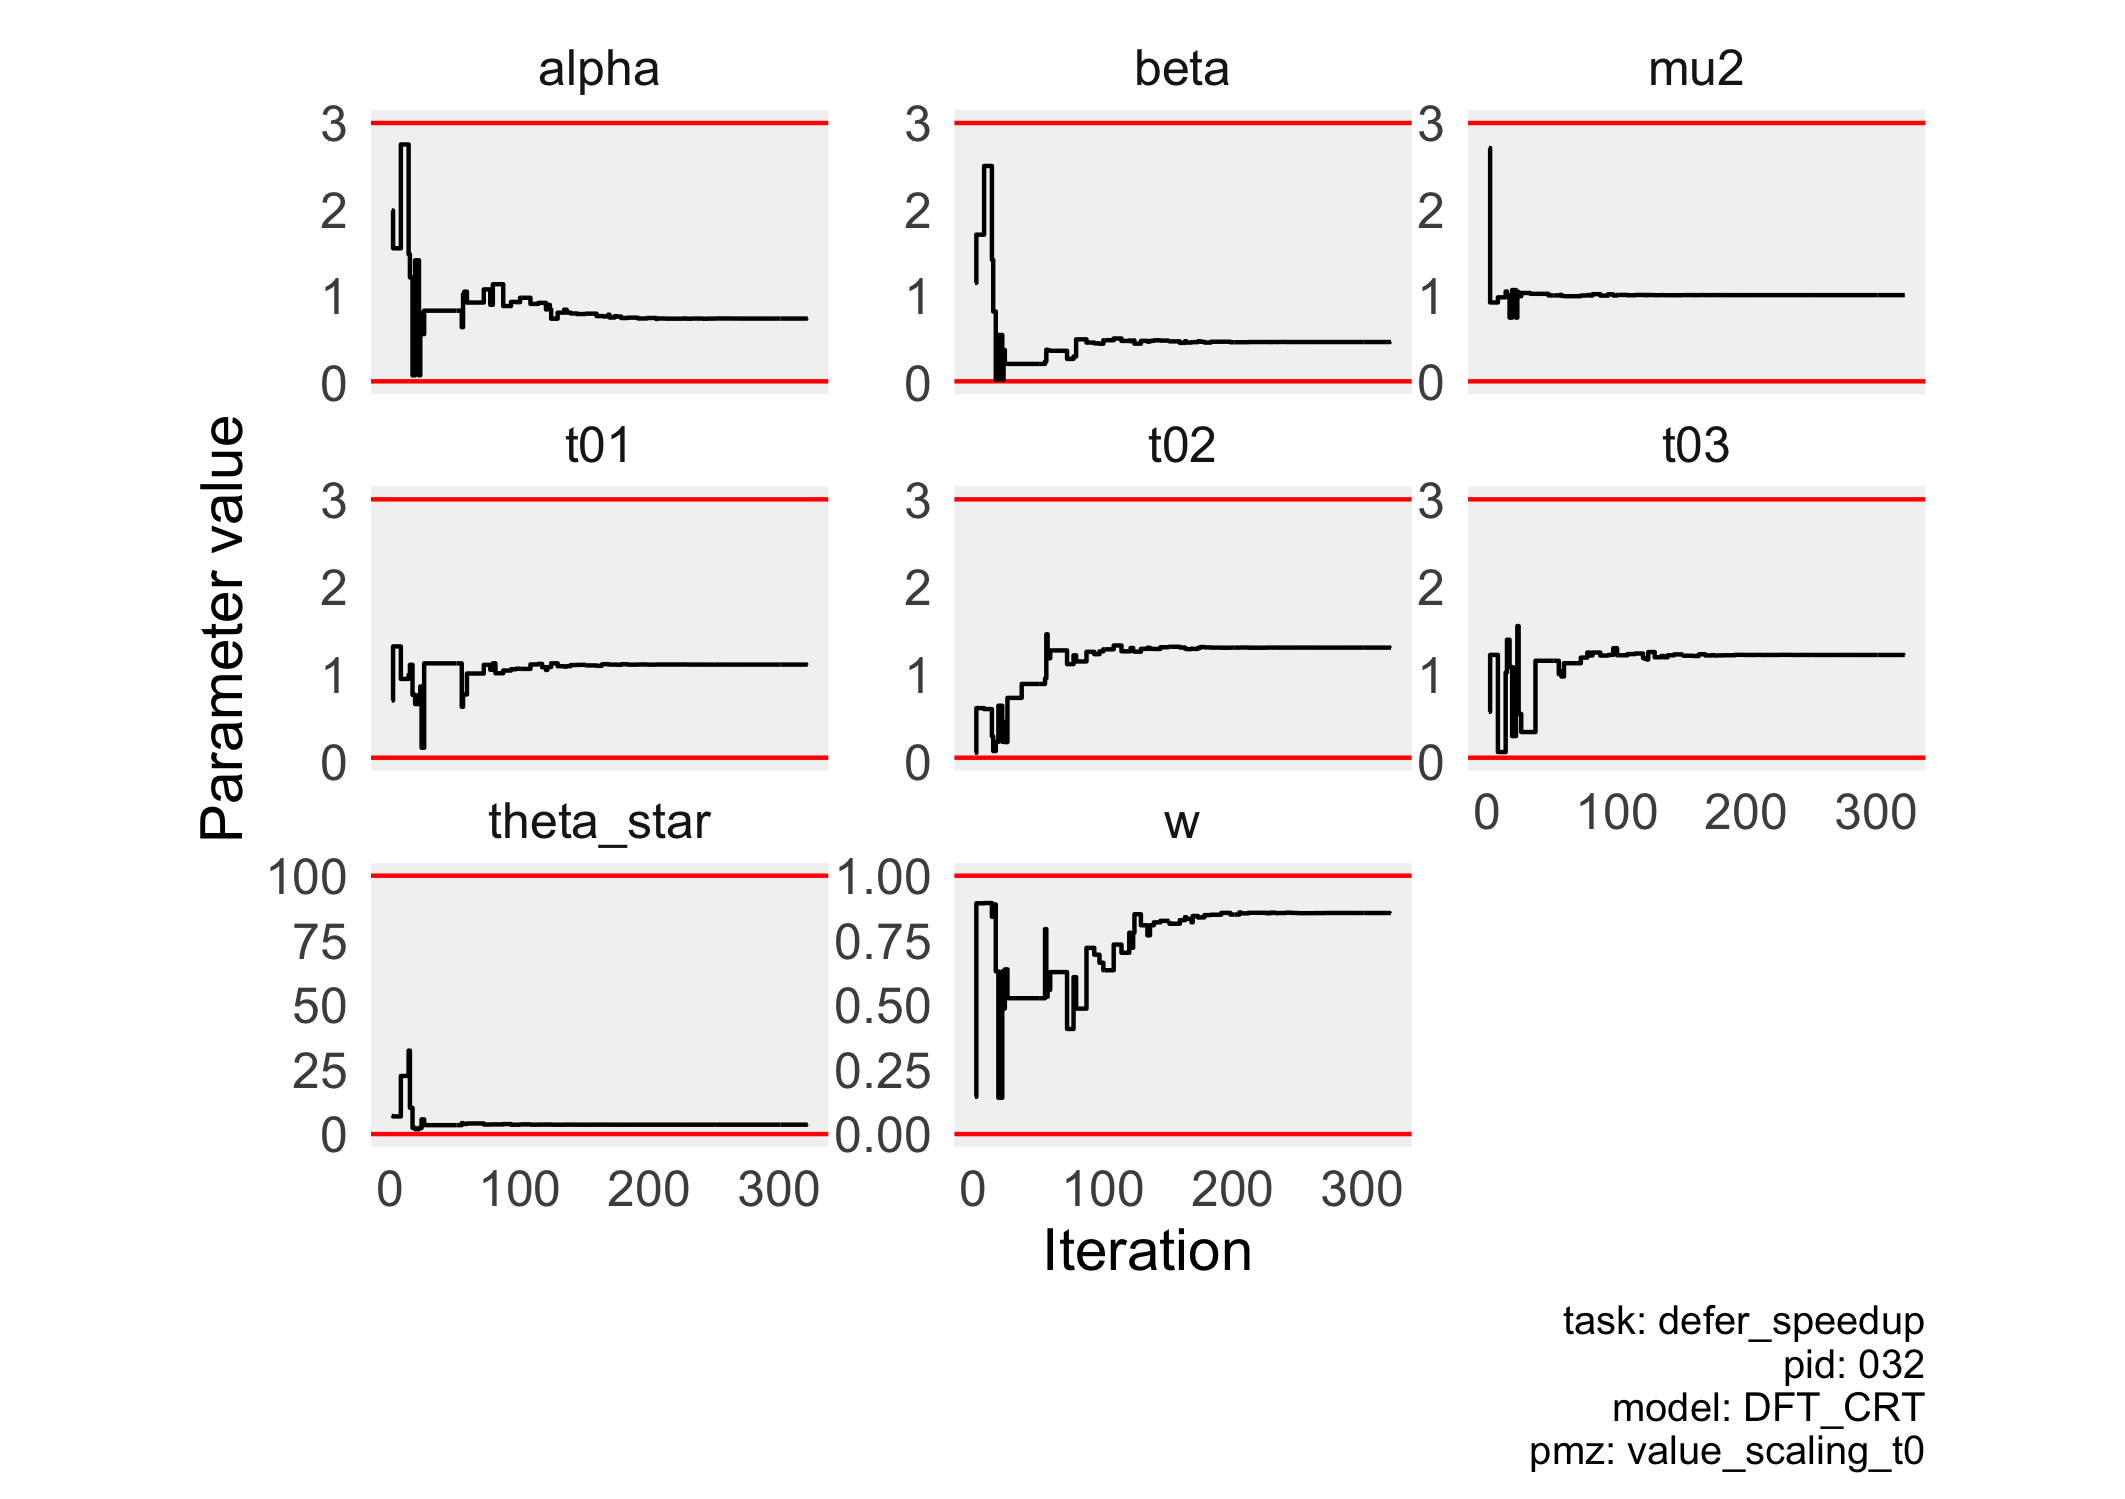 alpha
beta
mu2
3
2
1
0
3
2
1
0
3
2
1
0
t01
t02
t03
3
2
1
0
3
2
1
0
3
2
1
0
0 100 200 300
theta_star
w
100
75
50
25
0
1.00
0.75
0.50
0.25
0.00
0 100 200 300
0 100 200 300
Parameter value
Iteration
task: defer_speedup
pid: 032
model: DFT_CRT
pmz: value_scaling_t0